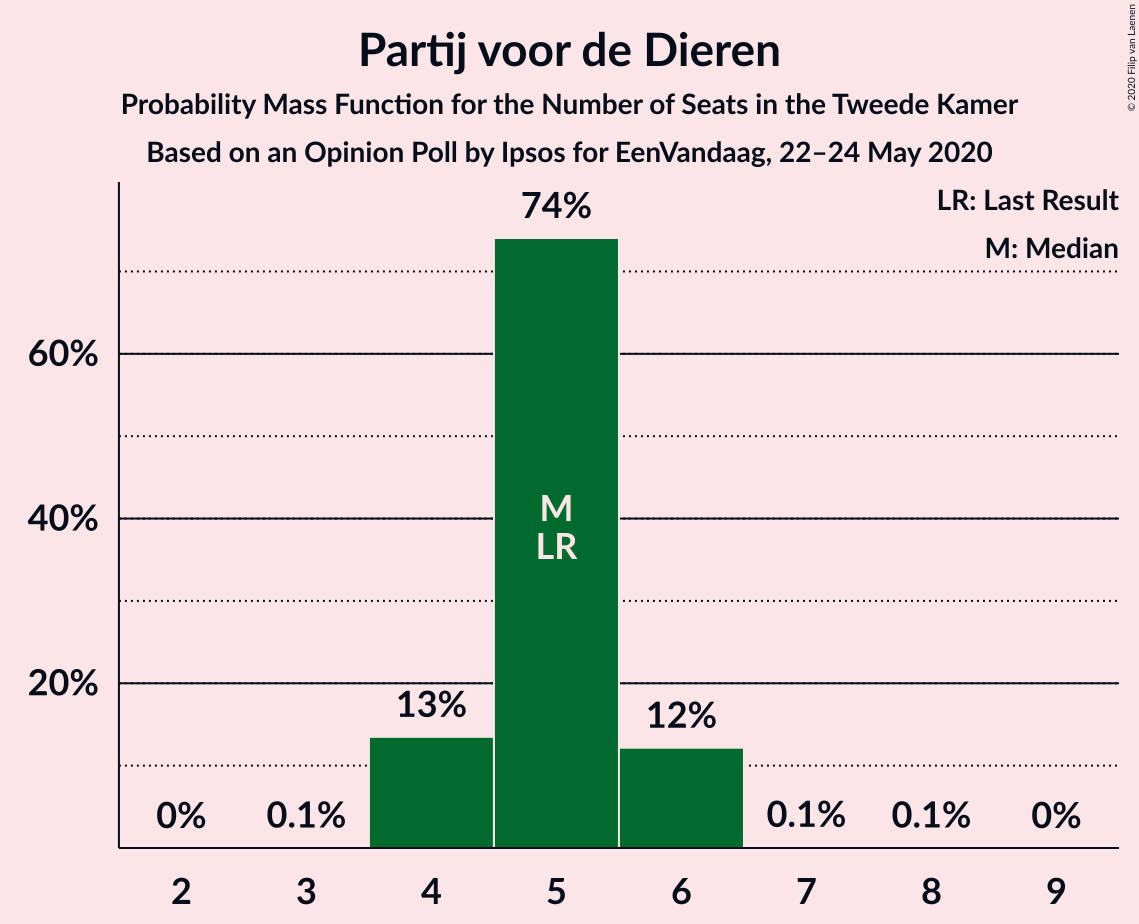 Partij voor de Dieren
Probability Mass Function for the Number of Seats in the Tweede Kamer
Based on an Opinion Poll by Ipsos for EenVandaag, 22–24 May 2020
© 2020 Filip van Laenen
LR: Last Result
M: Median
74%
60%
40%
20%
M
LR
0%
0.1%
13%
12%
0.1%
0.1%
0%
2 3 4 5 6 7 8 9